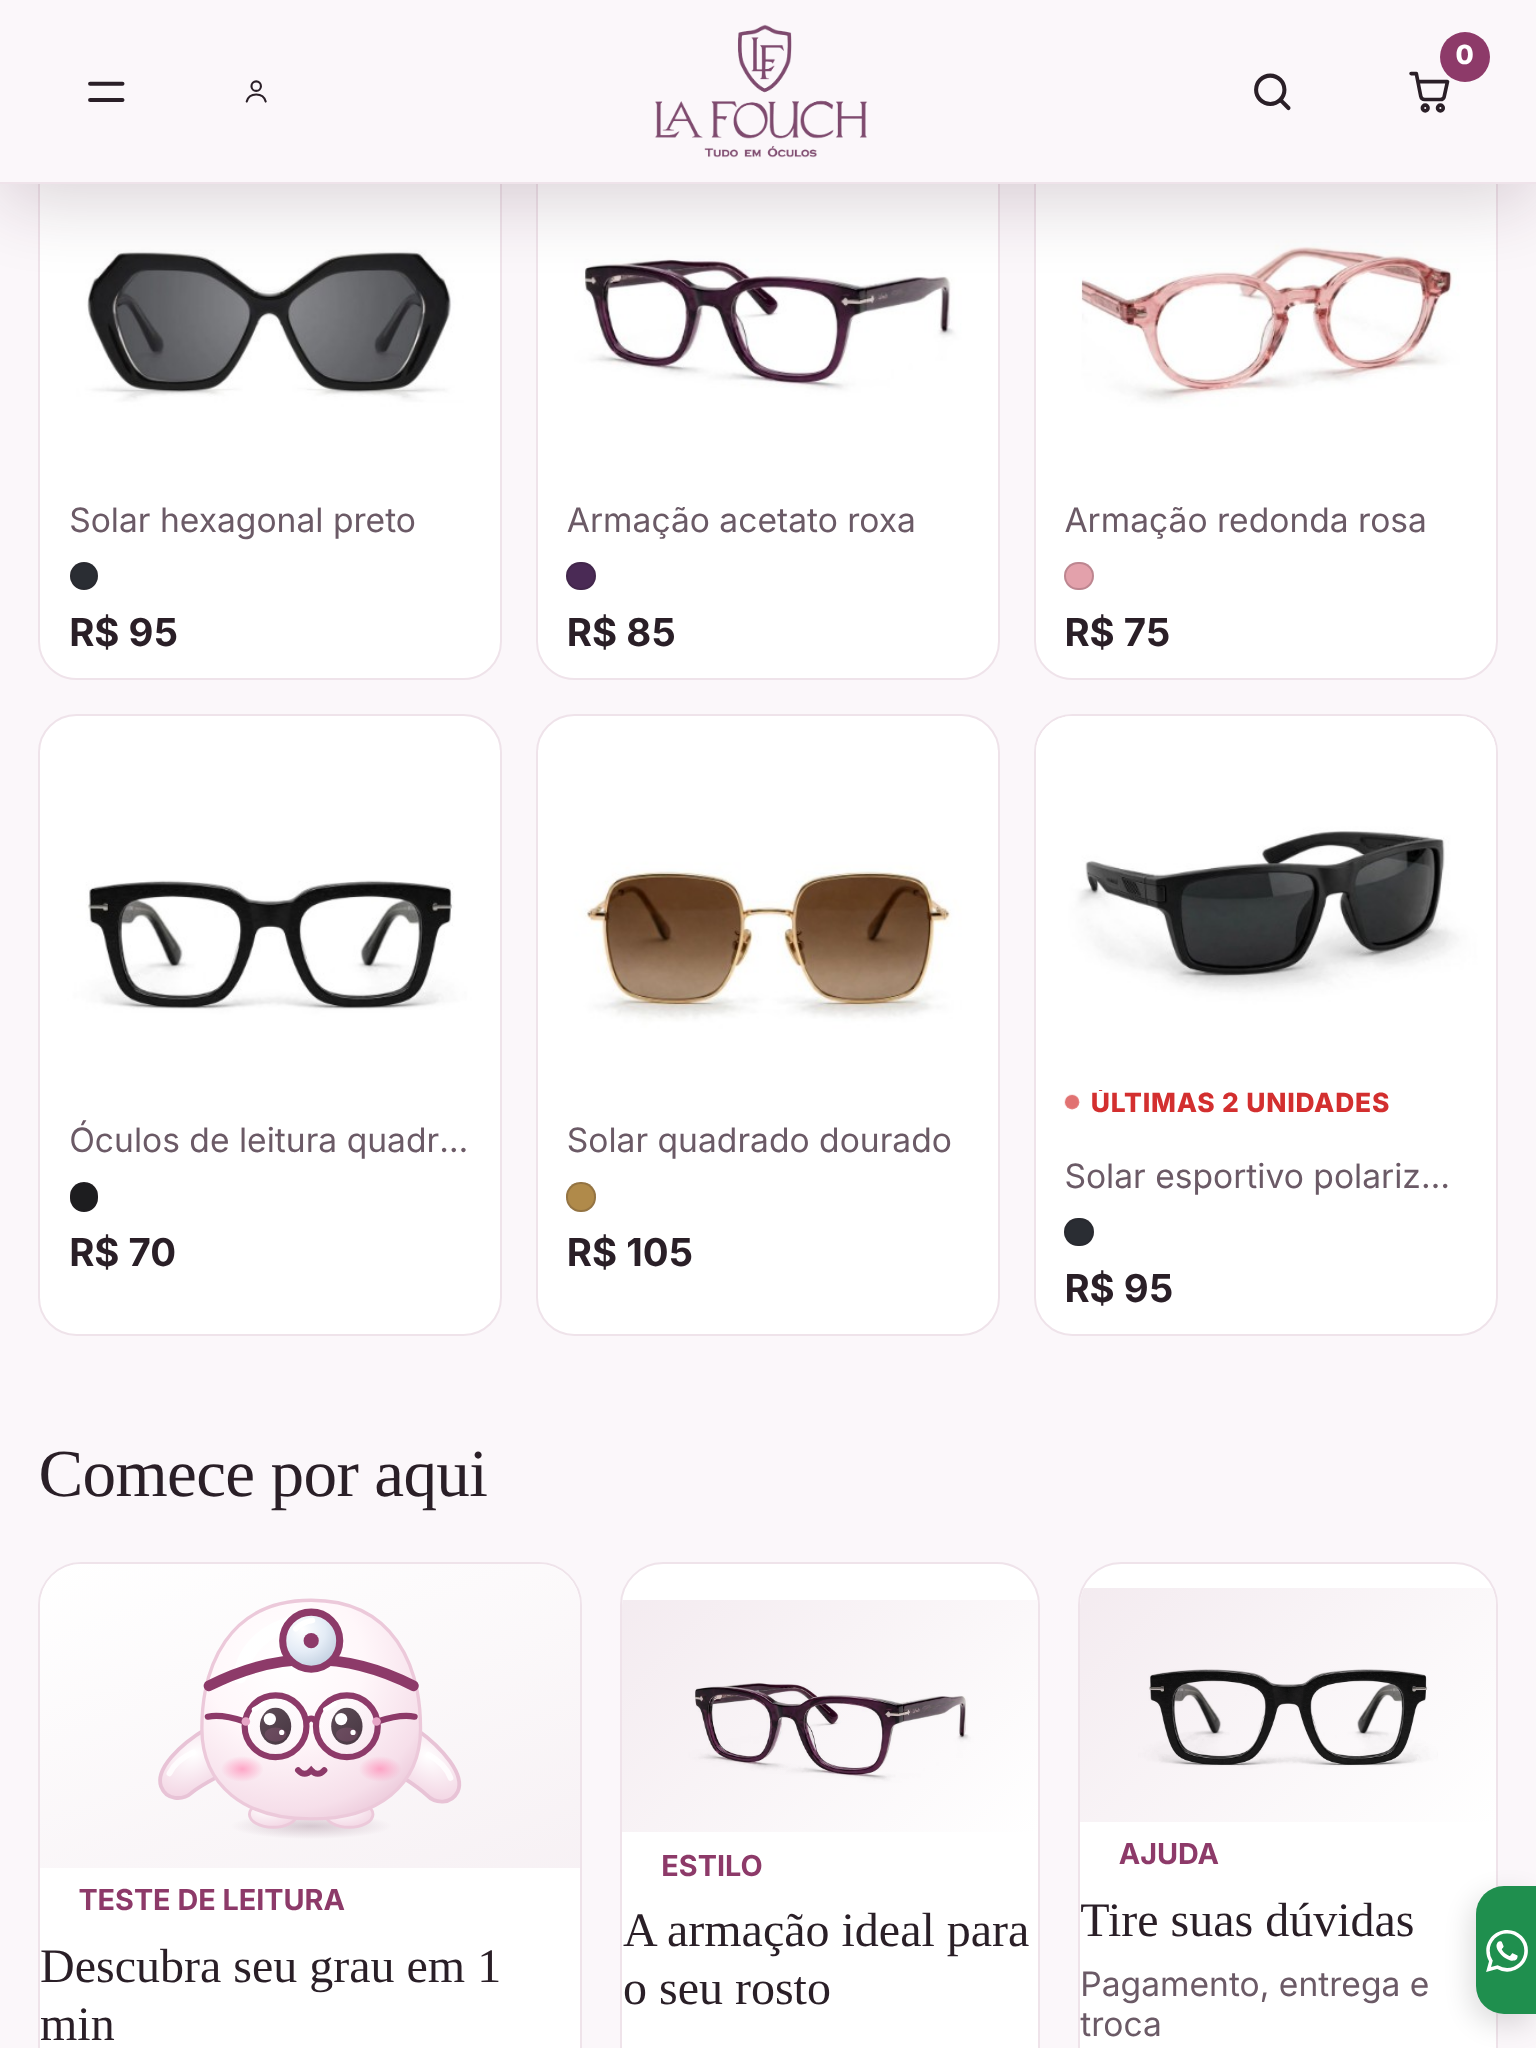 LF
LA FOUCH
TUDO EM ÓCULOS
0
Solar hexagonal preto
R$ 95
Armação acetato roxa
R$ 85
Armação redonda rosa
R$ 75
Óculos de leitura quadr...
R$ 70
Solar quadrado dourado
R$ 105
ÚLTIMAS 2 UNIDADES
Solar esportivo polariz...
R$ 95
Comece por aqui
TESTE DE LEITURA
Descubra seu grau em 1
min
ESTILO
A armação ideal para
o seu rosto
AJUDA
Tire suas dúvidas
Pagamento, entrega e
troca